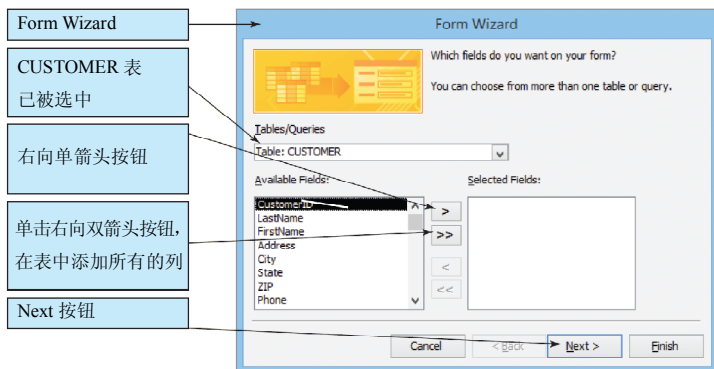 Form Wizard
CUSTOMER 表
已被选中
右向单箭头按钮
单击右向双箭头按钮，
在表中添加所有的列
Next 按钮
Form Wizard
Which fields do you want on your form?
You can choose from more than one table or query.
Tables/Queries
Table: CUSTOMER
Available Fields:
Selected Fields:
CustomerID
LastName
FirstName
Address
City
State
ZIP
Phone
>
>>
<
<<
Cancel
< Back
Next >
Finish